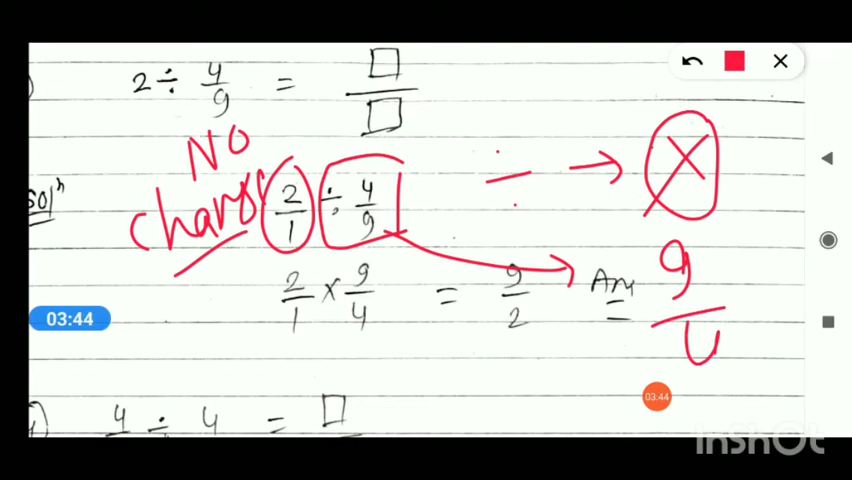 2 ÷ 4/9 = □/□
NO
change
Solⁿ
2/1 ÷ 4/9
÷ → ×
2/1 × 9/4 = 9/2 Ans
9
03:44
03:44
4 ÷ 4 = □
InShOt